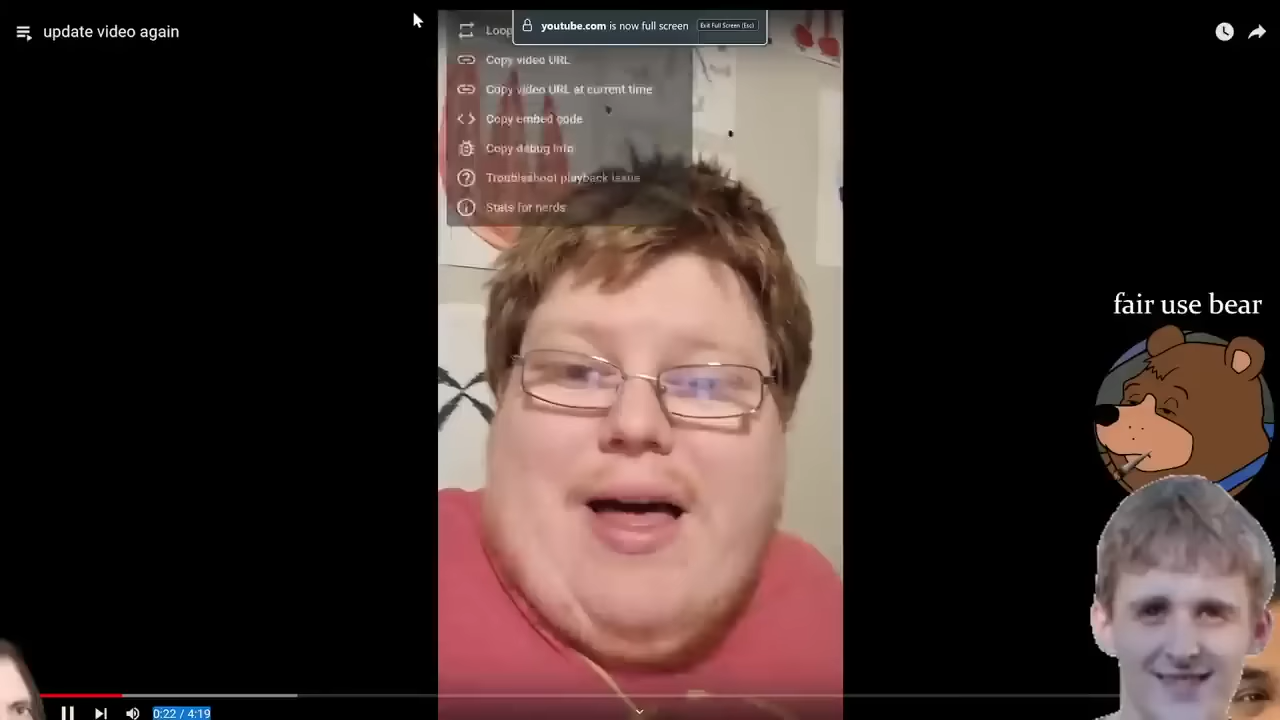 update video again
youtube.com is now full screen Exit Full Screen (Esc)
Loop
Copy video URL
Copy video URL at current time
Copy embed code
Copy debug info
Troubleshoot playback issue
Stats for nerds
fair use bear
0:22 / 4:19